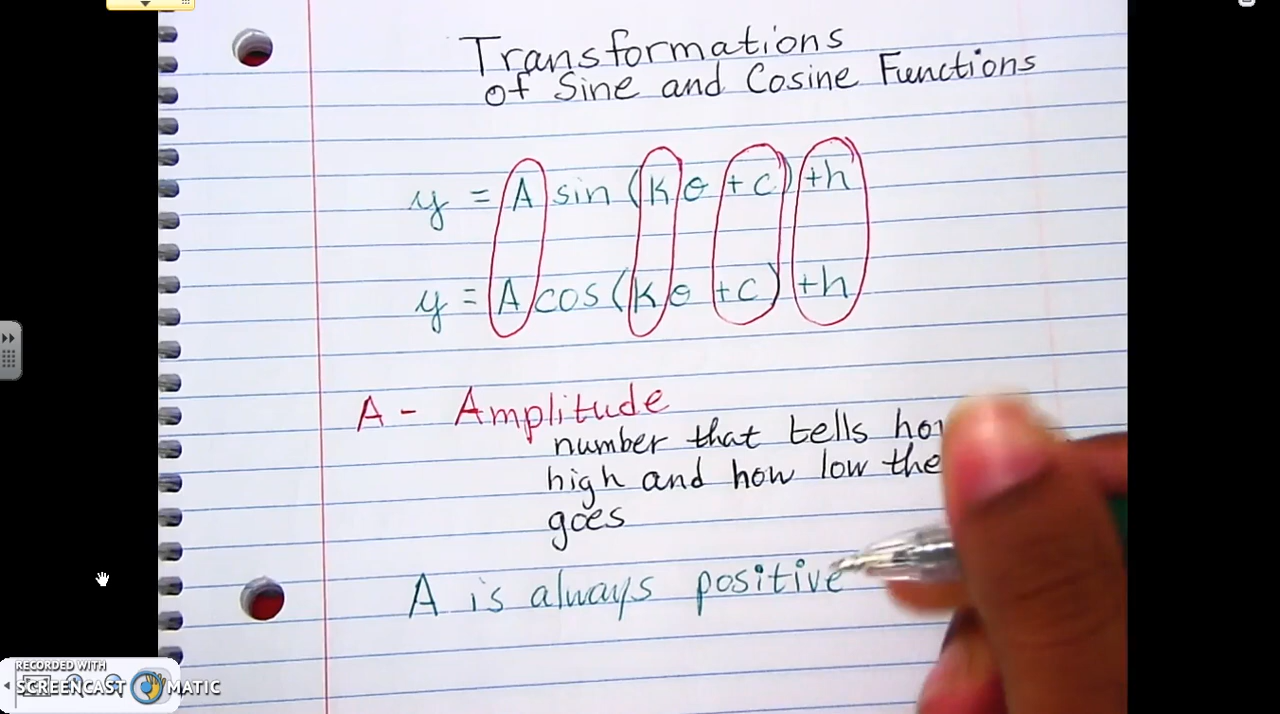 Transformations
of Sine and Cosine Functions
y = A sin (kθ + c) + h
y = A cos (kθ + c) + h
A - Amplitude
number that tells
high and how low the
goes
A is always positive
RECORDED WITH
SCREENCAST MATIC